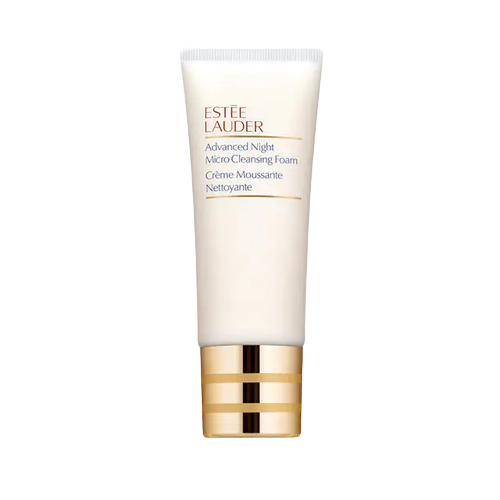 ESTĒE
LAUDER
Advanced Night
Micro Cleansing Foam
Crème Moussante
Nettoyante